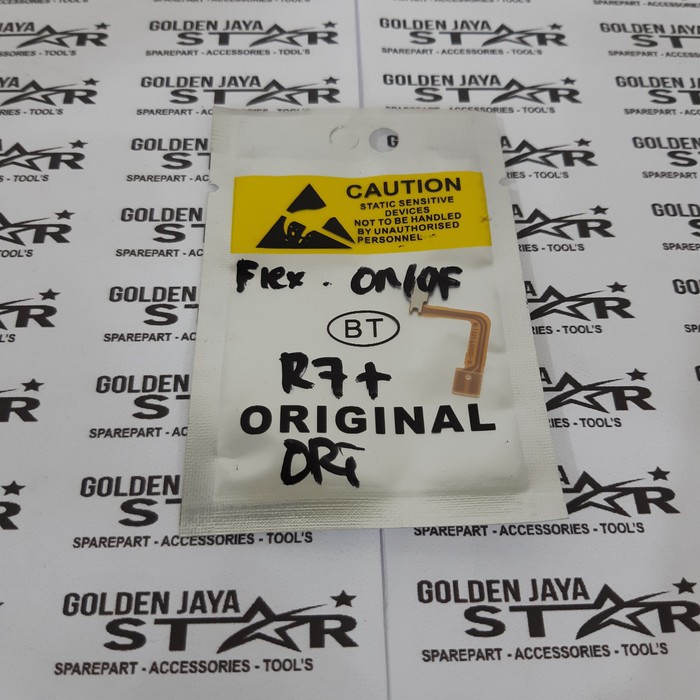 G
CAUTION
STATIC SENSITIVE
DEVICES
NOT TO BE HANDLED
BY UNAUTHORISED
PERSONNEL
Flex. ON/OF
BT
R7+
ORIGINAL
ORi
GOLDEN JAYA
STAR
SPAREPART - ACCESSORIES - TOOL'S